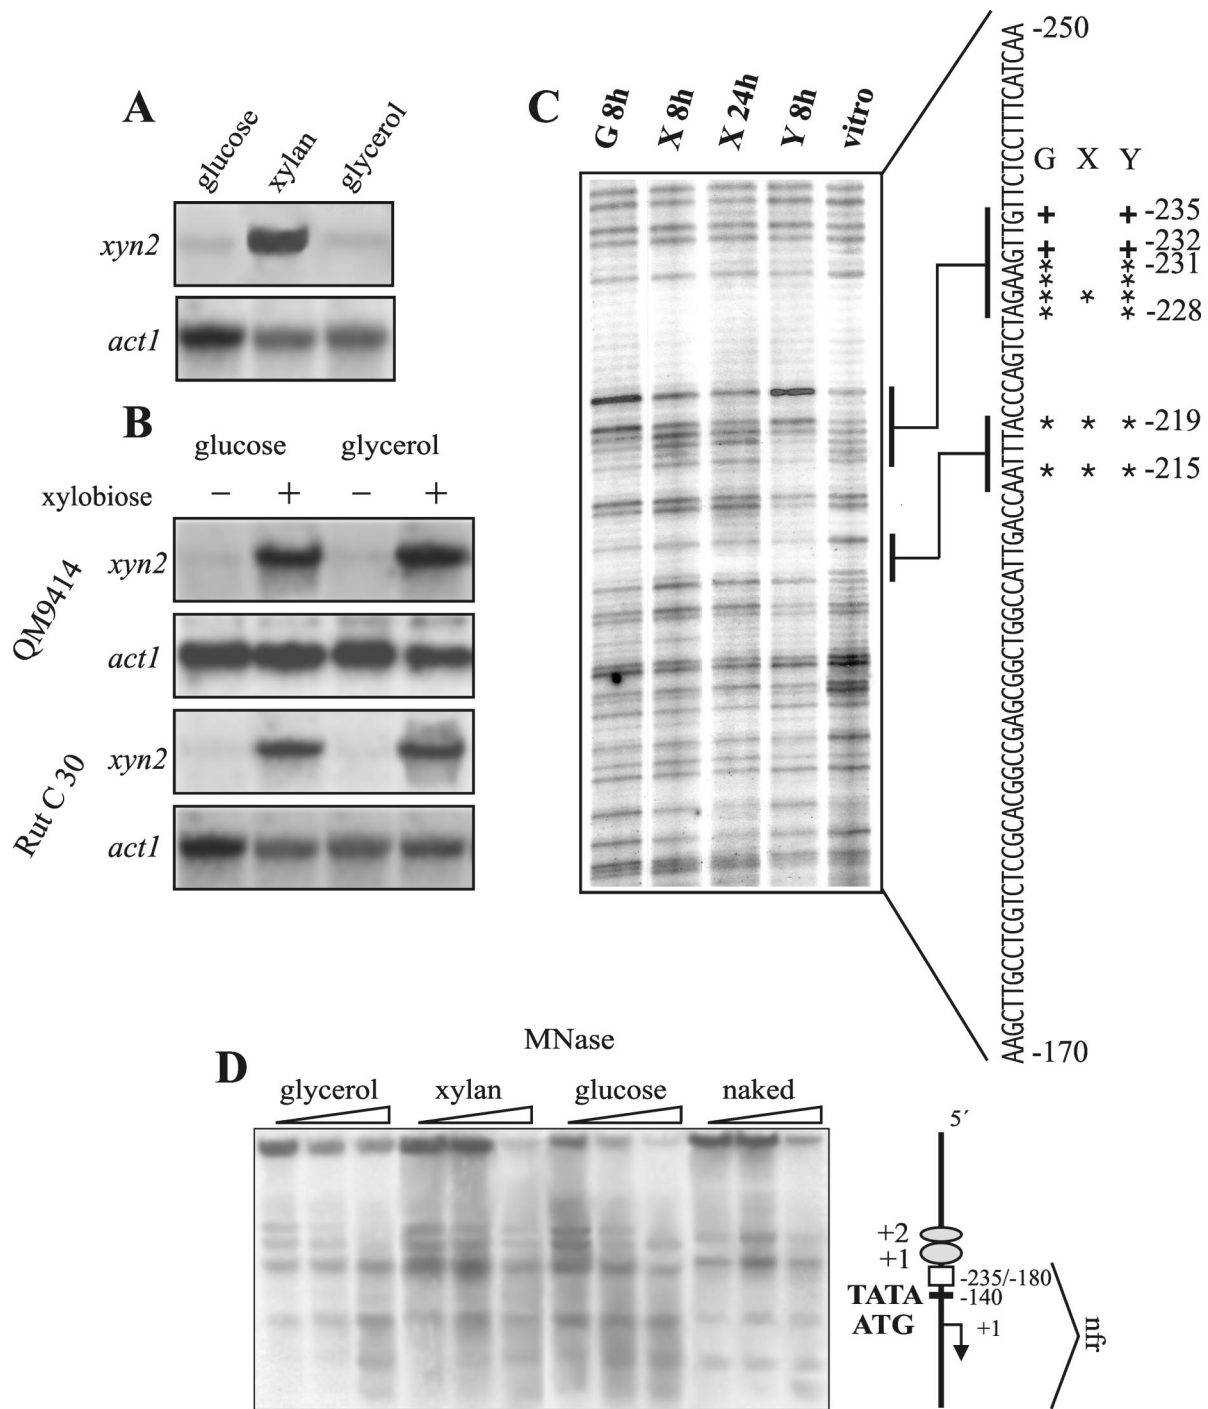 A
glucose
xylan
glycerol
xyn2
act1
B
glucose
glycerol
xylobiose
− + − +
QM9414
xyn2
act1
Rut C 30
xyn2
act1
C
G 8h
X 8h
X 24h
Y 8h
vitro
-250
AAGCTTGCCTCGTCTCCGCACGGCCGAGCGGCTGGCCATTGACCAATTTACCCAGTCTAGAAGTTGTTCTCCTTTCATCAA
G X Y
+ + -235
+ + -232
* * -231
* *
* * *
* * -228
* * * -219
* * * -215
-170
MNase
D
glycerol
xylan
glucose
naked
5´
+2
+1
-235/-180
TATA
-140
ATG
+1
nfr